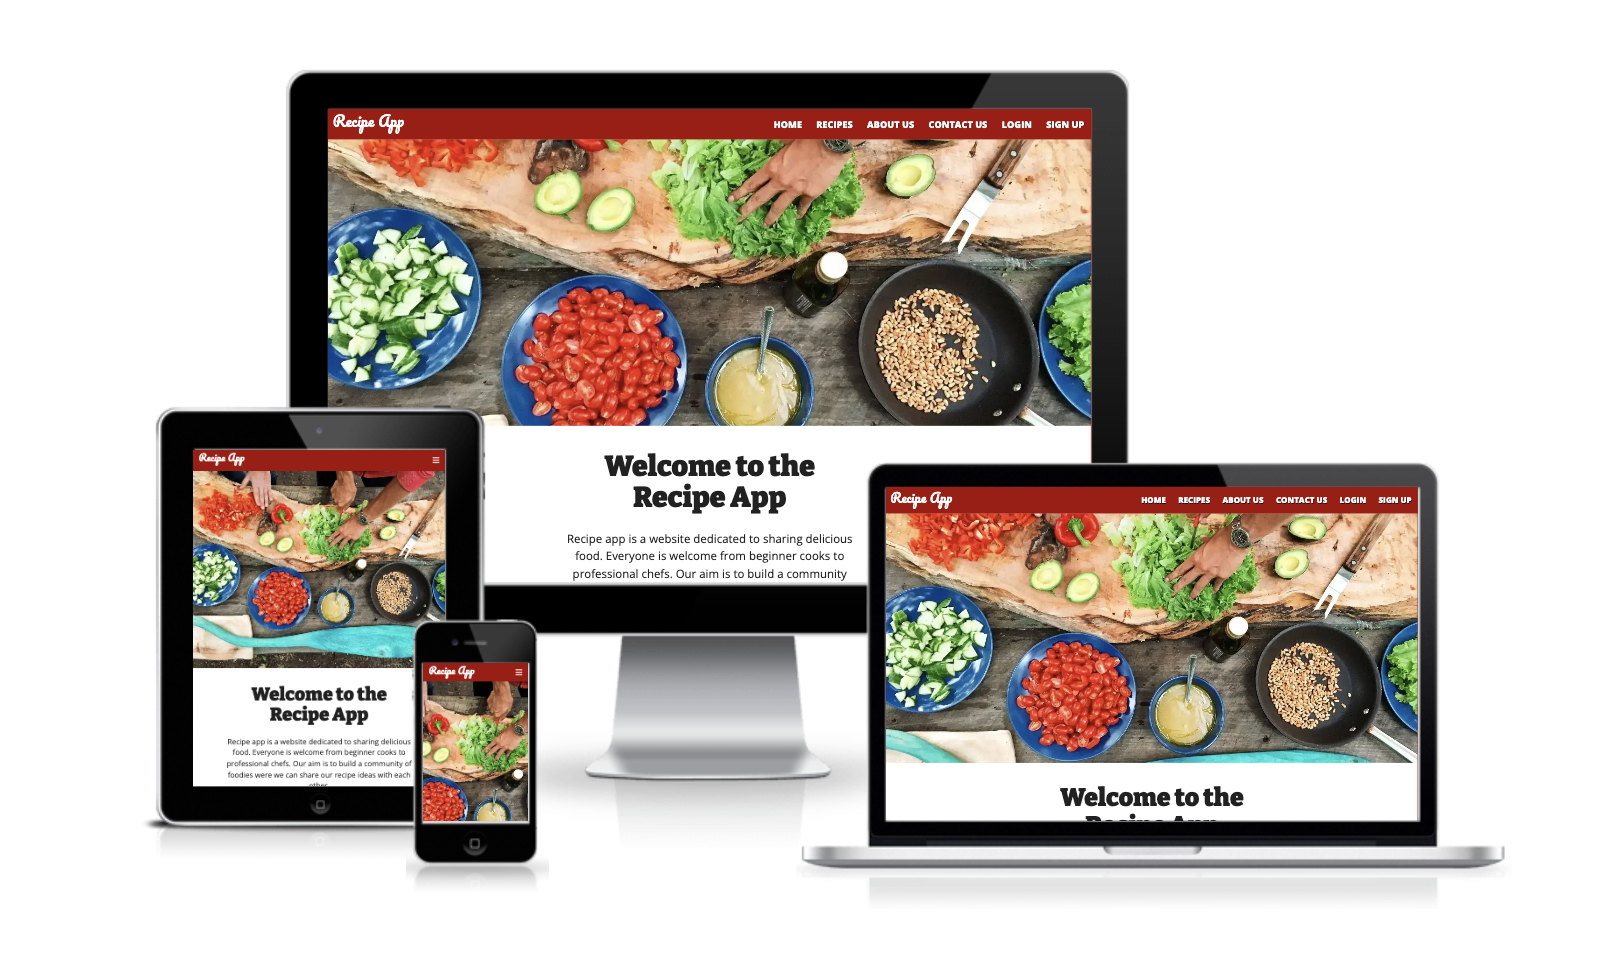 Recipe App
HOME RECIPES ABOUT US CONTACT US LOGIN SIGN UP
Welcome to the
Recipe App
Recipe app is a website dedicated to sharing delicious
food. Everyone is welcome from beginner cooks to
professional chefs. Our aim is to build a community
Recipe App
Welcome to the
Recipe App
Recipe app is a website dedicated to sharing delicious
food. Everyone is welcome from beginner cooks to
professional chefs. Our aim is to build a community of
foodies were we can share our recipe ideas with each
other
Recipe App
Recipe App
HOME RECIPES ABOUT US CONTACT US LOGIN SIGN UP
Welcome to the
Recipe App